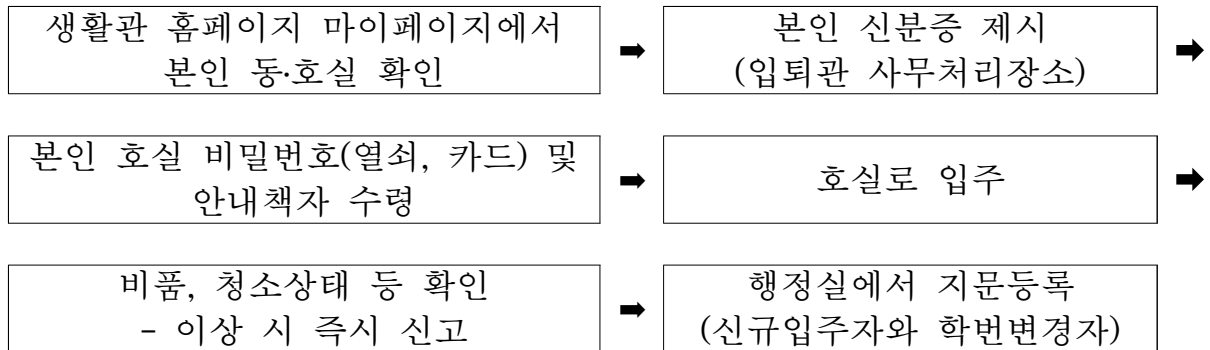 생활관 홈페이지 마이페이지에서
본인 동·호실 확인
➡
본인 신분증 제시
(입퇴관 사무처리장소)
➡
본인 호실 비밀번호(열쇠, 카드) 및
안내책자 수령
➡
호실로 입주
➡
비품, 청소상태 등 확인
- 이상 시 즉시 신고
➡
행정실에서 지문등록
(신규입주자와 학번변경자)